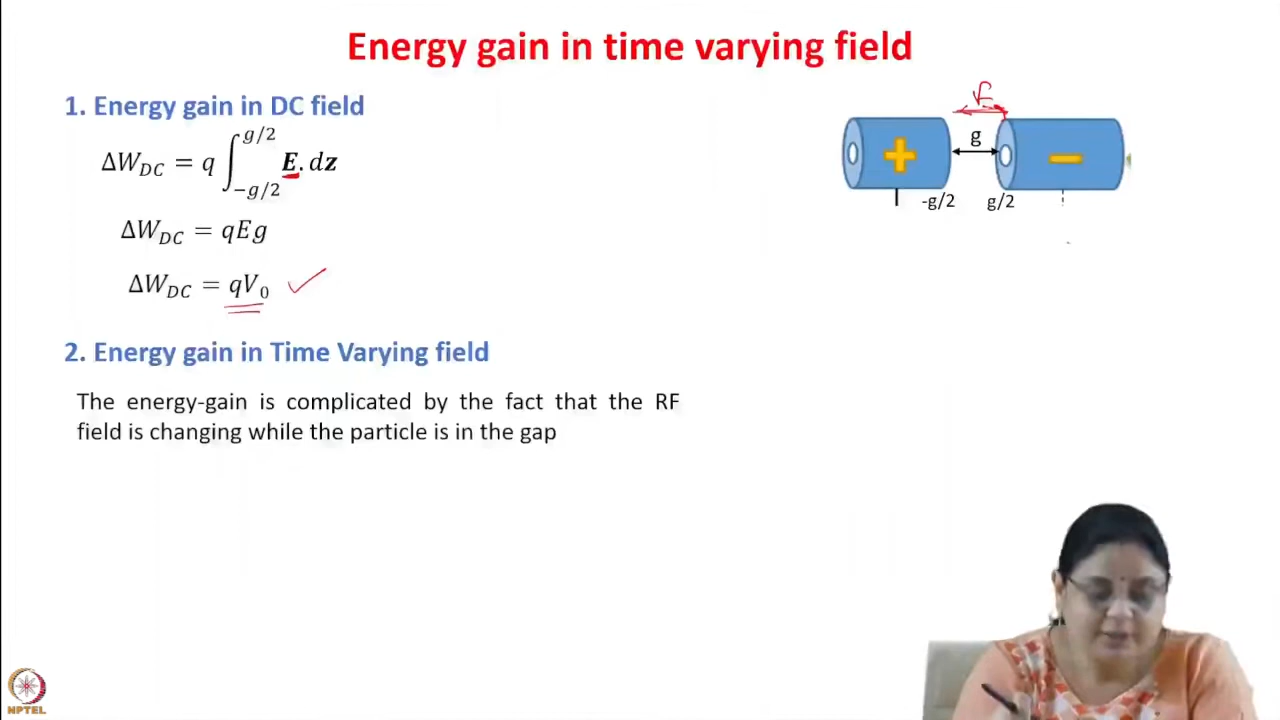 Energy gain in time varying field
1. Energy gain in DC field
ΔW_DC = q ∫_{-g/2}^{g/2} E. dz
ΔW_DC = qEg
ΔW_DC = qV₀
E
g
+
−
-g/2
g/2
2. Energy gain in Time Varying field
The energy-gain is complicated by the fact that the RF
field is changing while the particle is in the gap
NPTEL